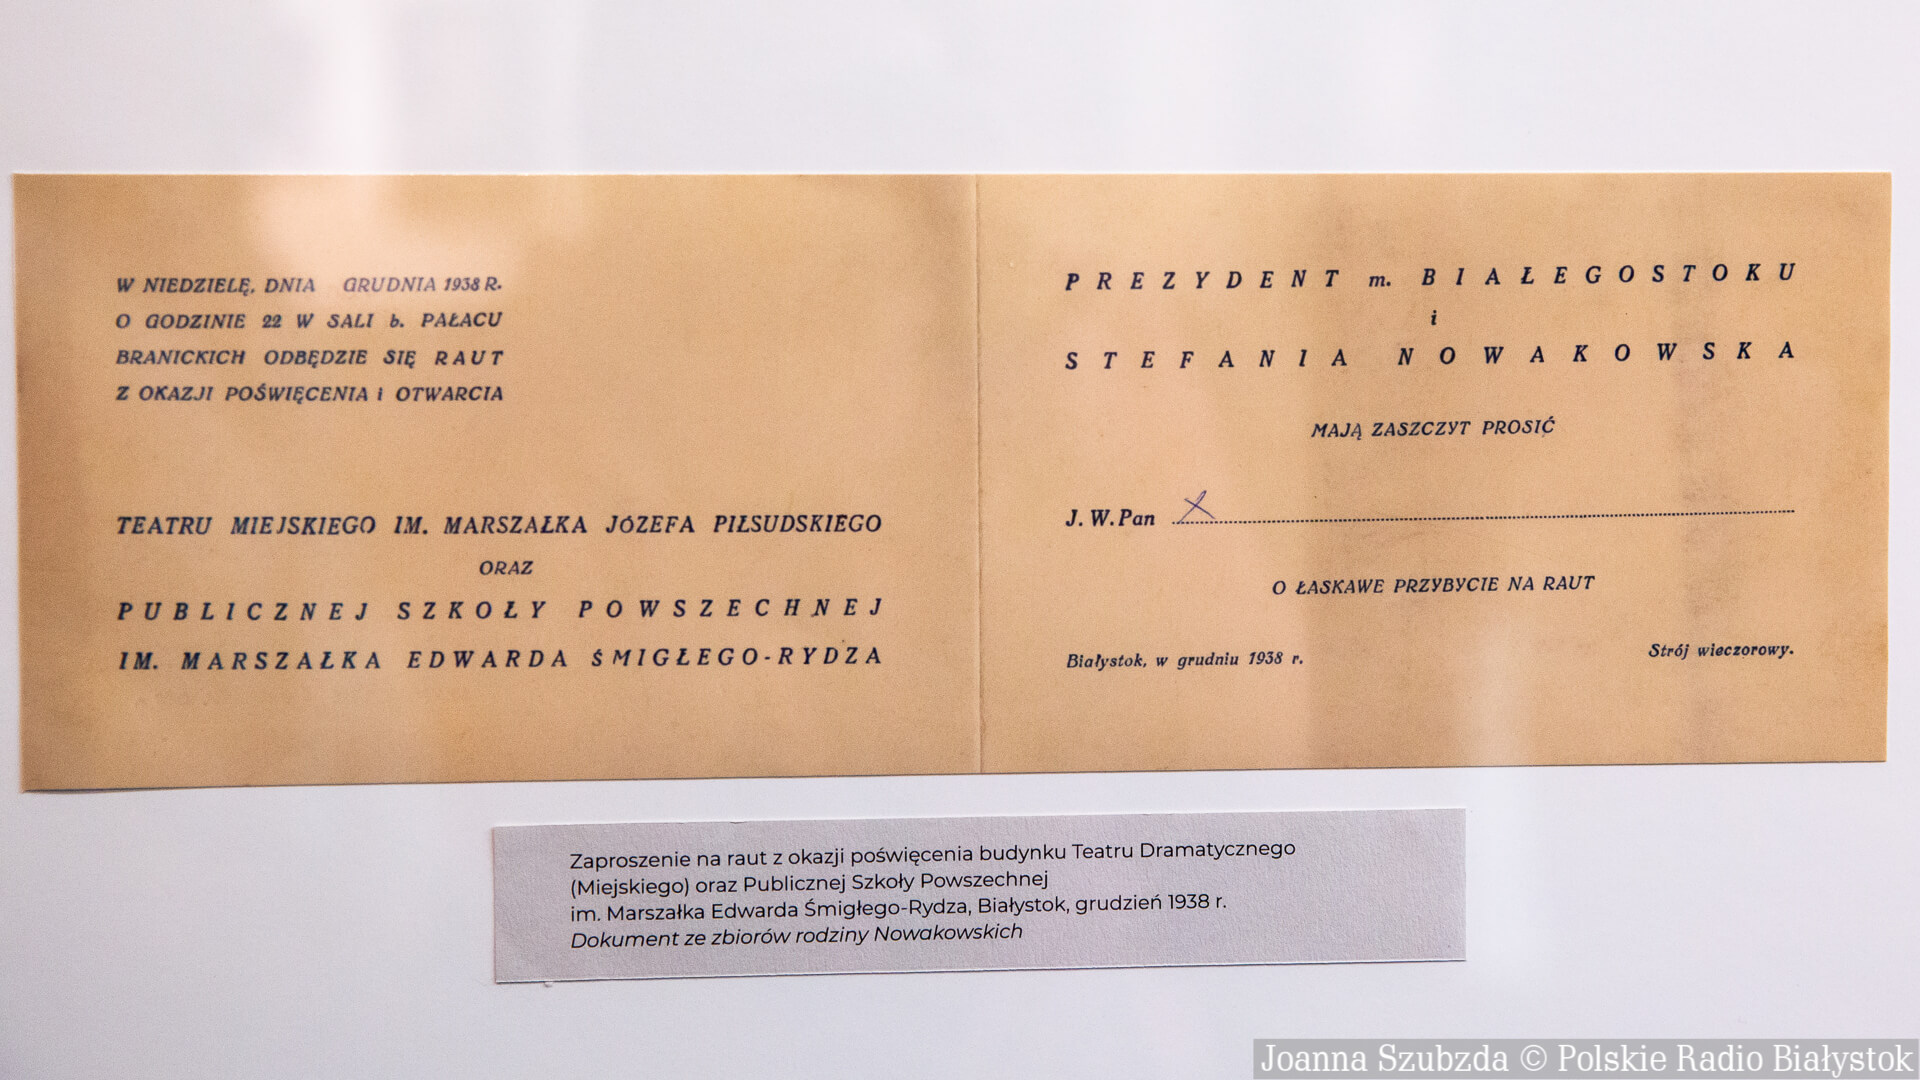 W NIEDZIELĘ, DNIA GRUDNIA 1938 R.
O GODZINIE 22 W SALI b. PAŁACU
BRANICKICH ODBĘDZIE SIĘ RAUT
Z OKAZJI POŚWIĘCENIA i OTWARCIA
TEATRU MIEJSKIEGO IM. MARSZAŁKA JÓZEFA PIŁSUDSKIEGO
ORAZ
PUBLICZNEJ SZKOŁY POWSZECHNEJ
IM. MARSZAŁKA EDWARDA ŚMIGŁEGO-RYDZA
PREZYDENT m. BIAŁEGOSTOKU
i
STEFANIA NOWAKOWSKA
MAJĄ ZASZCZYT PROSIĆ
J. W. Pan X
O ŁASKAWE PRZYBYCIE NA RAUT
Białystok, w grudniu 1938 r.
Strój wieczorowy.
Zaproszenie na raut z okazji poświęcenia budynku Teatru Dramatycznego
(Miejskiego) oraz Publicznej Szkoły Powszechnej
im. Marszałka Edwarda Śmigłego-Rydza, Białystok, grudzień 1938 r.
Dokument ze zbiorów rodziny Nowakowskich
Joanna Szubzda © Polskie Radio Białystok